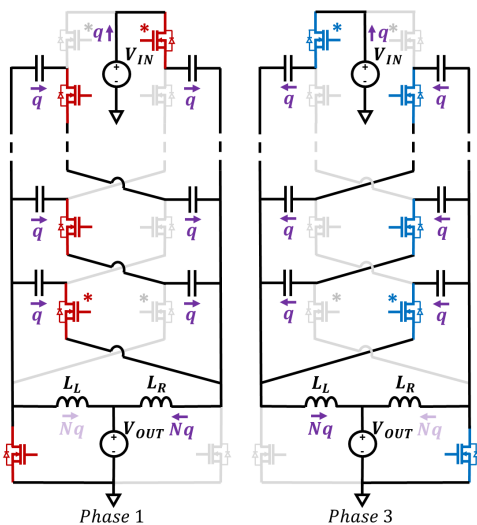 * * * *
q V_IN q V_IN
q q q q
q q q q
q q q q
* * * *
L_L L_R L_L L_R
Nq V_OUT Nq Nq V_OUT Nq
Phase 1 Phase 3